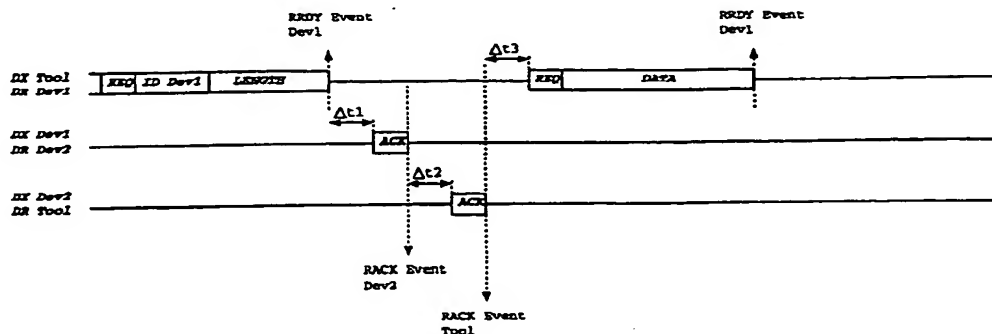 RRDY Event
Dev1
RRDY Event
Dev1
Δt3
DX Tool
DR Dev1
REQ
ID Dev1
LENGTH
REQ
DATA
Δt1
DX Dev1
DR Dev2
ACK
Δt2
DX Dev2
DR Tool
ACK
RACK Event
Dev2
RACK Event
Tool